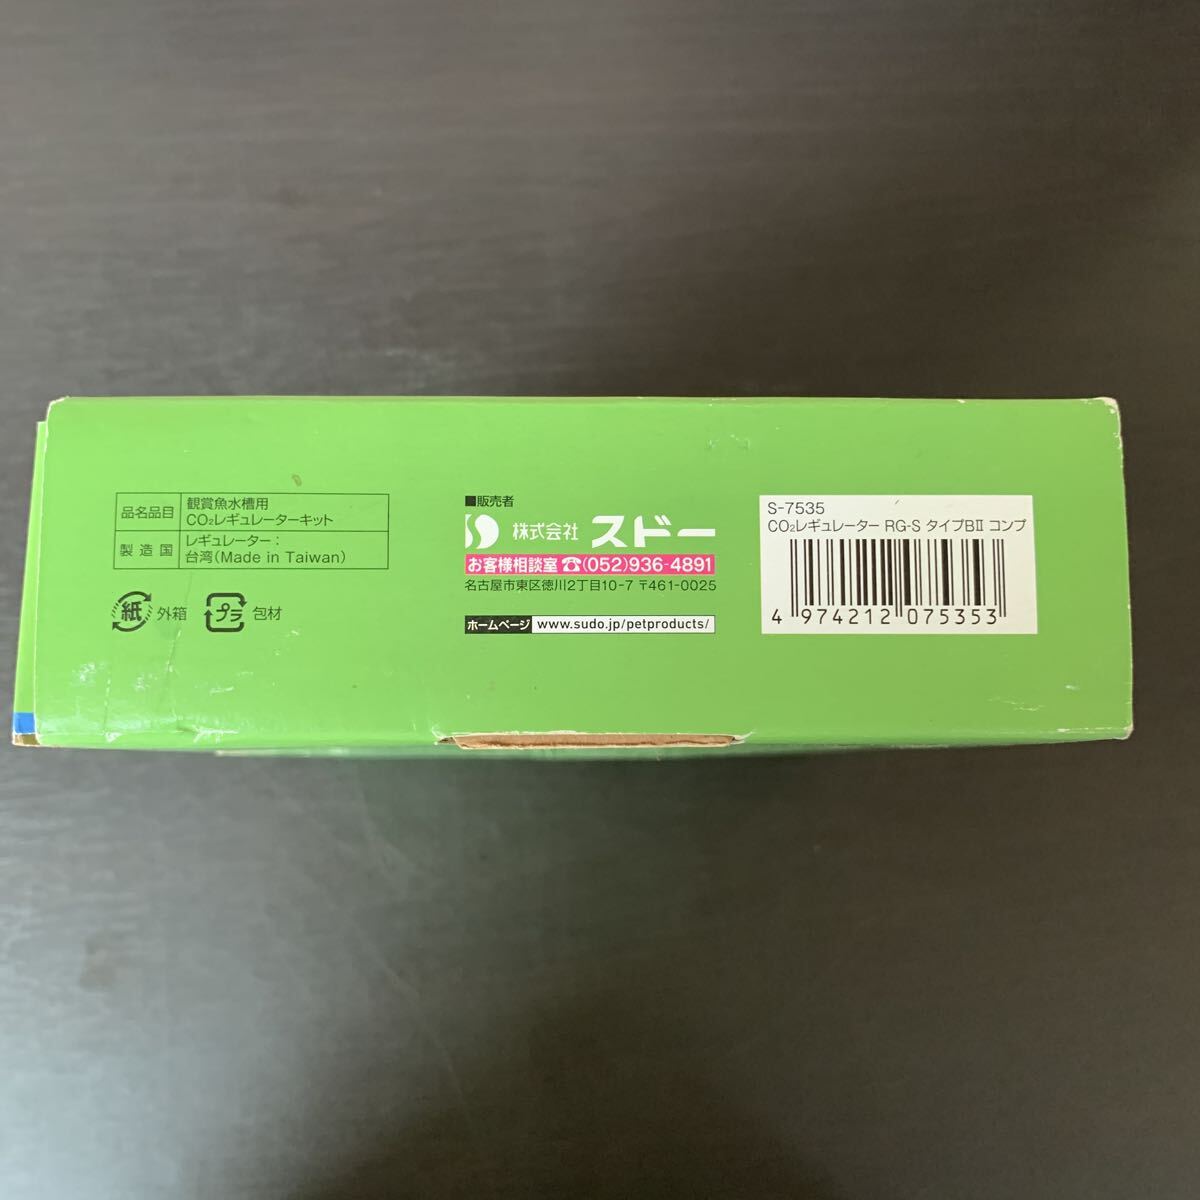 品名品目 観賞魚水槽用
CO₂レギュレーターキット
製造国 レギュレーター：
台湾(Made in Taiwan)
紙 外箱 プラ 包材
■販売者
株式会社 スドー
お客様相談室☎(052)936-4891
名古屋市東区徳川2丁目10-7 〒461-0025
ホームページ www.sudo.jp/petproducts/
S-7535
CO₂レギュレーター RG-S タイプBⅡ コンプ
4 974212 075353